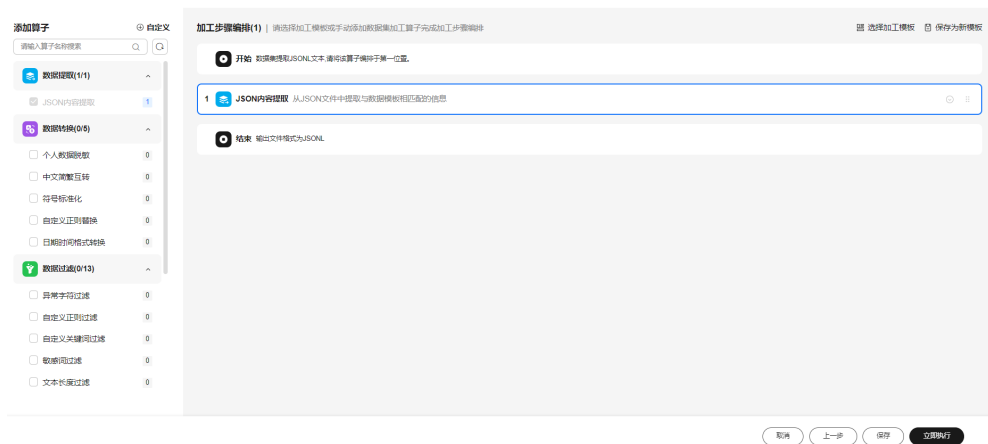 添加算子
自定义
请输入算子名称搜索
数据提取(1/1)
JSON内容提取 1
数据转换(0/5)
个人数据脱敏 0
中文简繁互转 0
符号标准化 0
自定义正则替换 0
日期时间格式转换 0
数据过滤(0/13)
异常字符过滤 0
自定义正则过滤 0
自定义关键词过滤 0
敏感词过滤 0
文本长度过滤 0
加工步骤编排(1) | 请选择加工模板或手动添加数据集加工算子完成加工步骤编排
选择加工模板 保存为新模板
开始 数据集提取JSONL文本,请将该算子编排于第一位置。
1 JSON内容提取 从JSON文件中提取与数据模板相匹配的信息
结束 输出文件格式为JSONL
取消 上一步 保存 立即执行